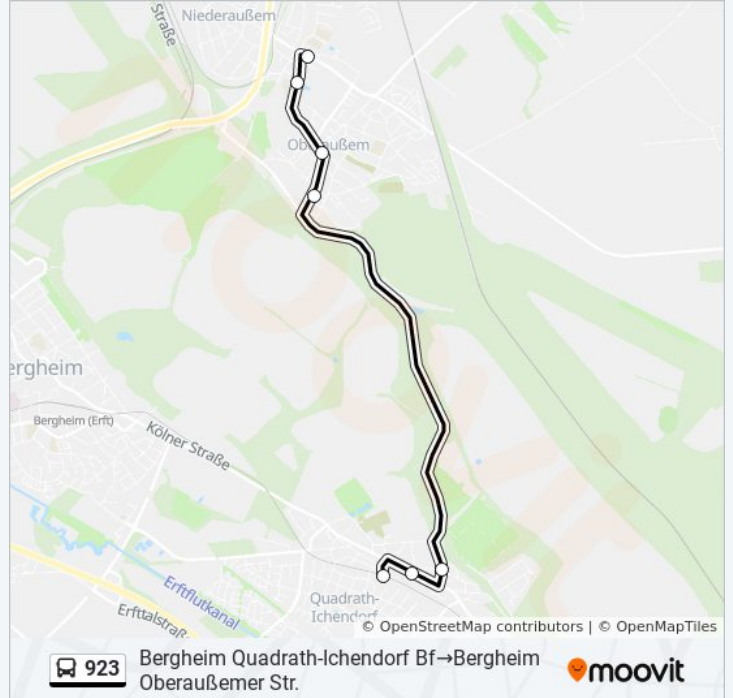 Niederaußem
Straße
Oberaußem
ergheim
Bergheim (Erft)
Kölner Straße
Erftflutkanal
Erfttalstraß
Quadrath-
Ichendorf
© OpenStreetMap contributors | © OpenMapTiles
923
Bergheim Quadrath-Ichendorf Bf→Bergheim
Oberaußemer Str.
moovit